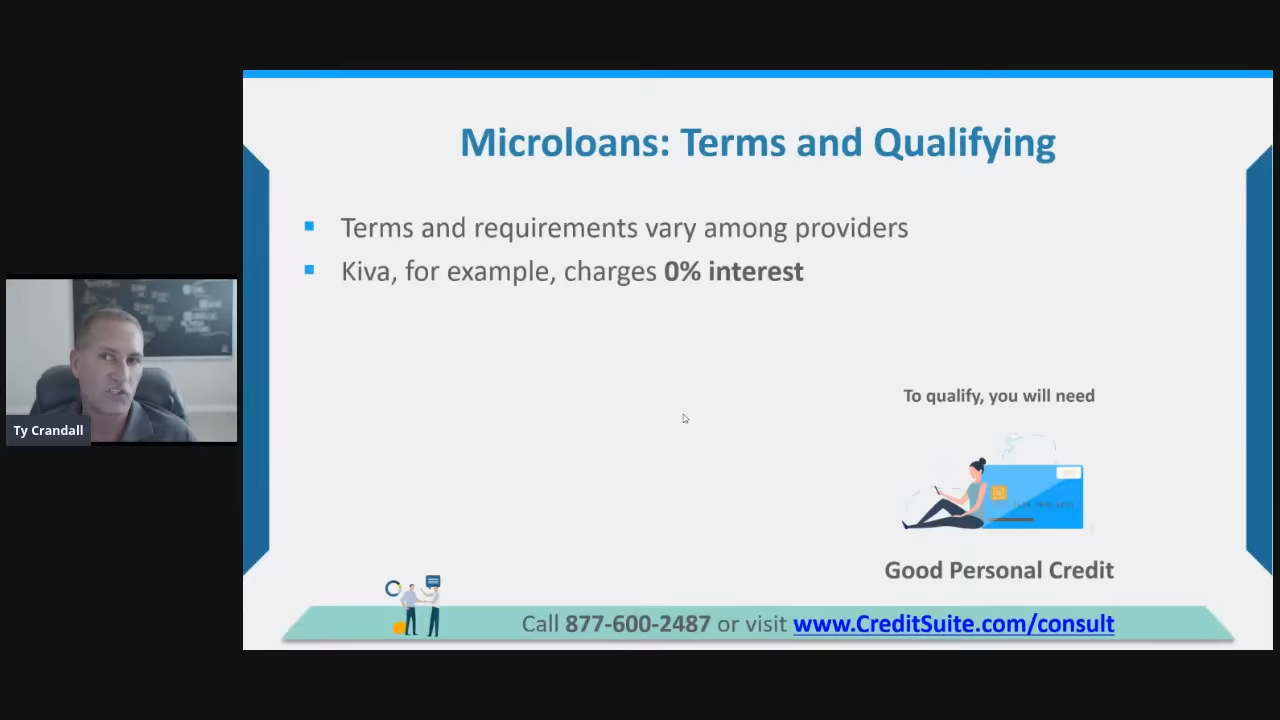 Microloans: Terms and Qualifying
Terms and requirements vary among providers
Kiva, for example, charges 0% interest
To qualify, you will need
Good Personal Credit
Ty Crandall
Call 877-600-2487 or visit www.CreditSuite.com/consult